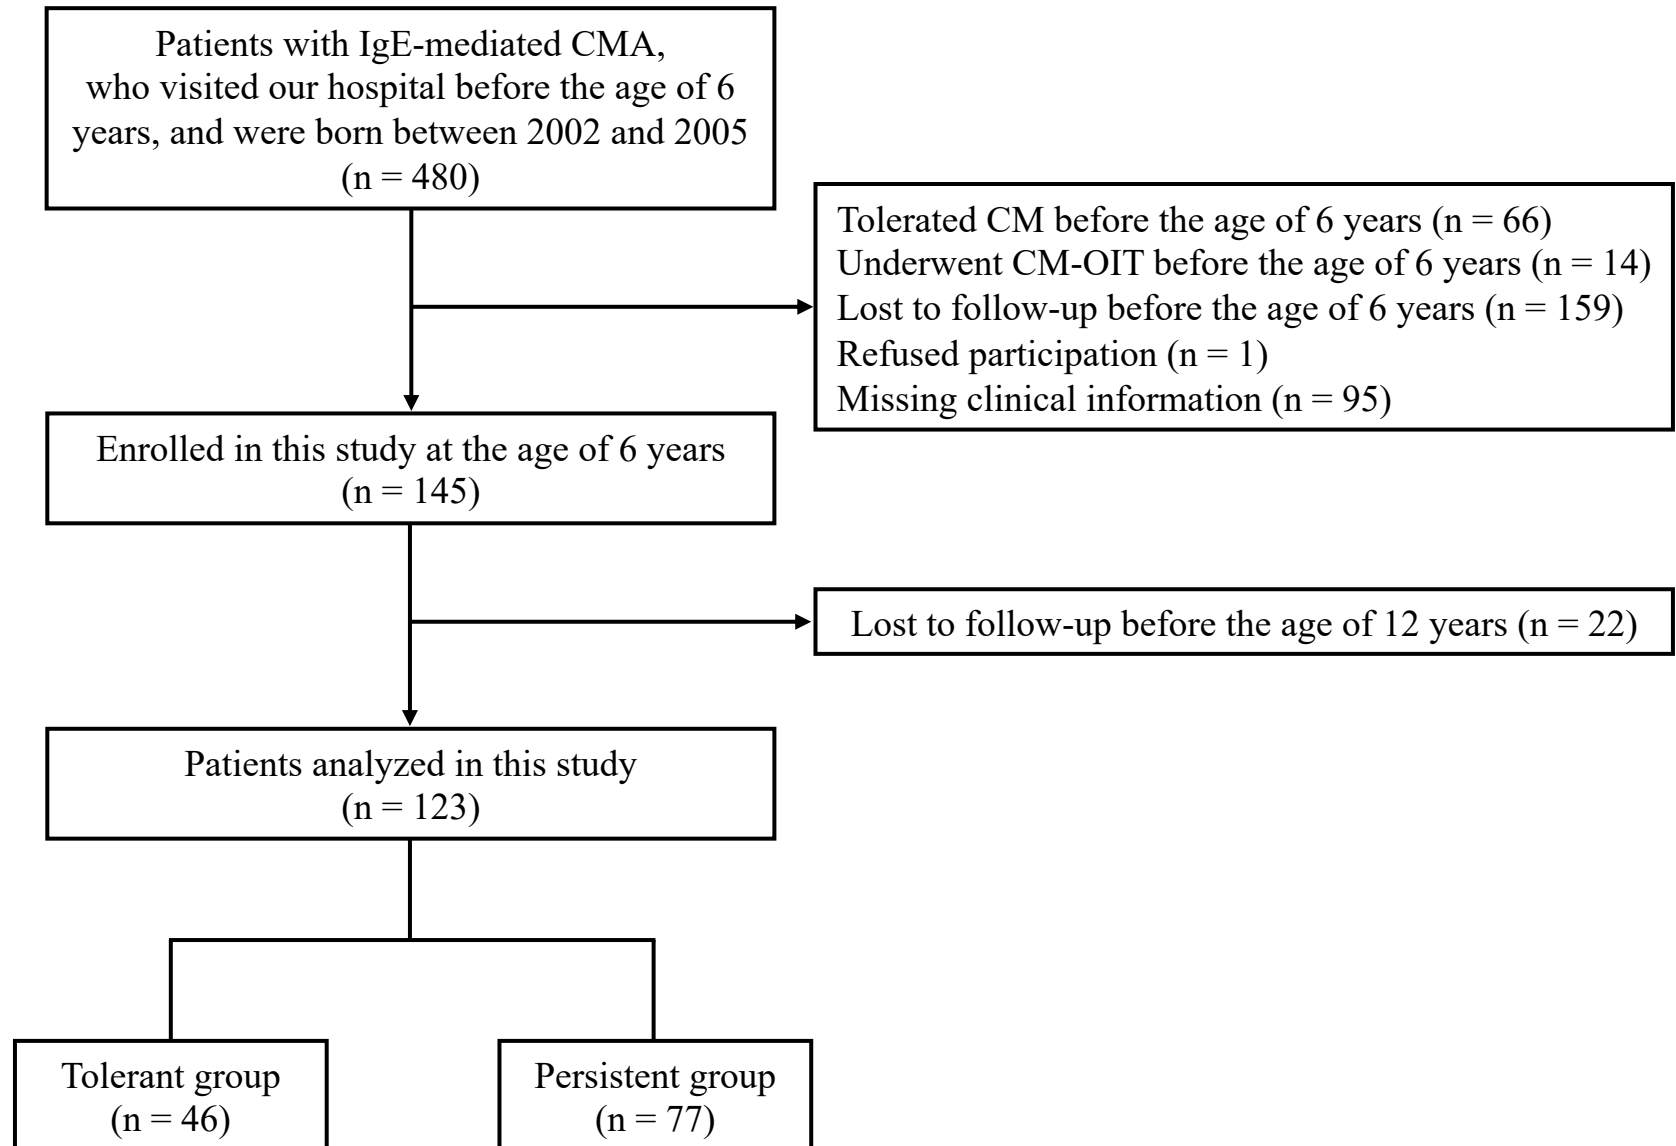 Patients with IgE-mediated CMA,
who visited our hospital before the age of 6
years, and were born between 2002 and 2005
(n = 480)
Tolerated CM before the age of 6 years (n = 66)
Underwent CM-OIT before the age of 6 years (n = 14)
Lost to follow-up before the age of 6 years (n = 159)
Refused participation (n = 1)
Missing clinical information (n = 95)
Enrolled in this study at the age of 6 years
(n = 145)
Lost to follow-up before the age of 12 years (n = 22)
Patients analyzed in this study
(n = 123)
Tolerant group
(n = 46)
Persistent group
(n = 77)